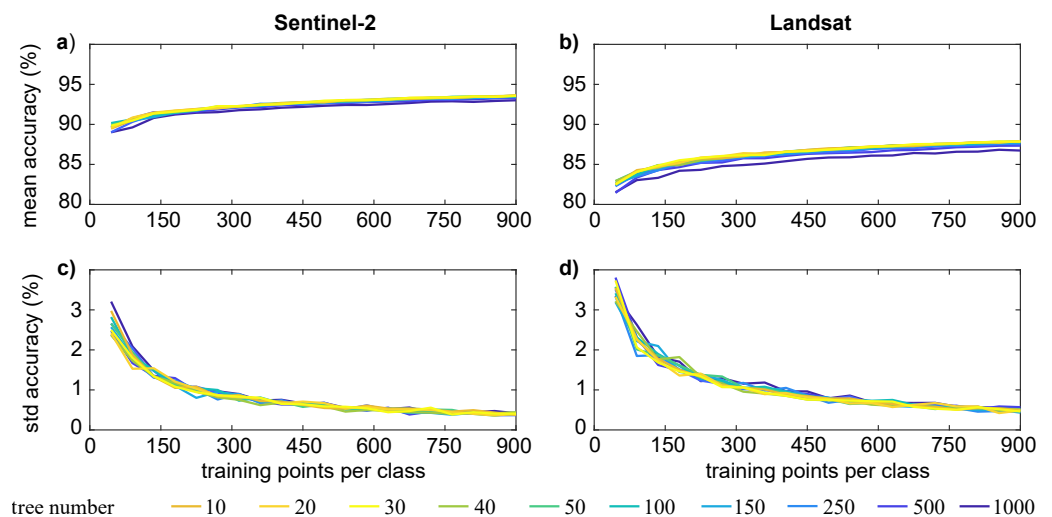 Sentinel-2
Landsat
a)
b)
mean accuracy (%)
95
90
85
80
0 150 300 450 600 750 900
95
90
85
80
0 150 300 450 600 750 900
c)
d)
std accuracy (%)
3
2
1
0
0 150 300 450 600 750 900
training points per class
3
2
1
0
0 150 300 450 600 750 900
training points per class
tree number 10 20 30 40 50 100 150 250 500 1000